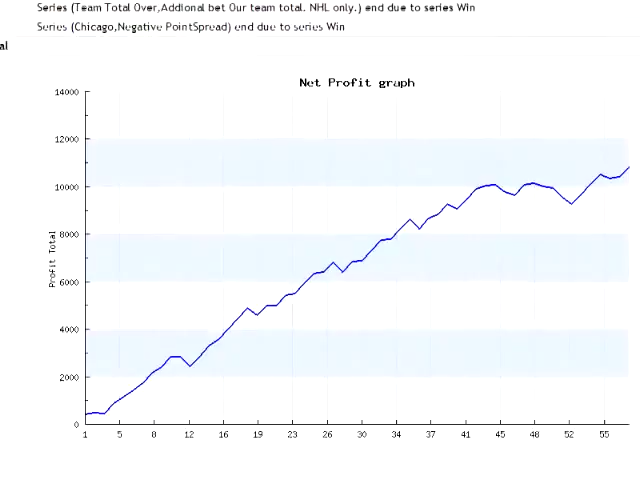 Series (Team Total Over,Addional bet Our team total. NHL only.) end due to series Win
Series (Chicago,Negative PointSpread) end due to series Win
al
Net Profit graph
14000
12000
10000
8000
6000
4000
2000
0
Profit Total
1 5 8 12 16 19 23 26 30 34 37 41 45 48 52 55